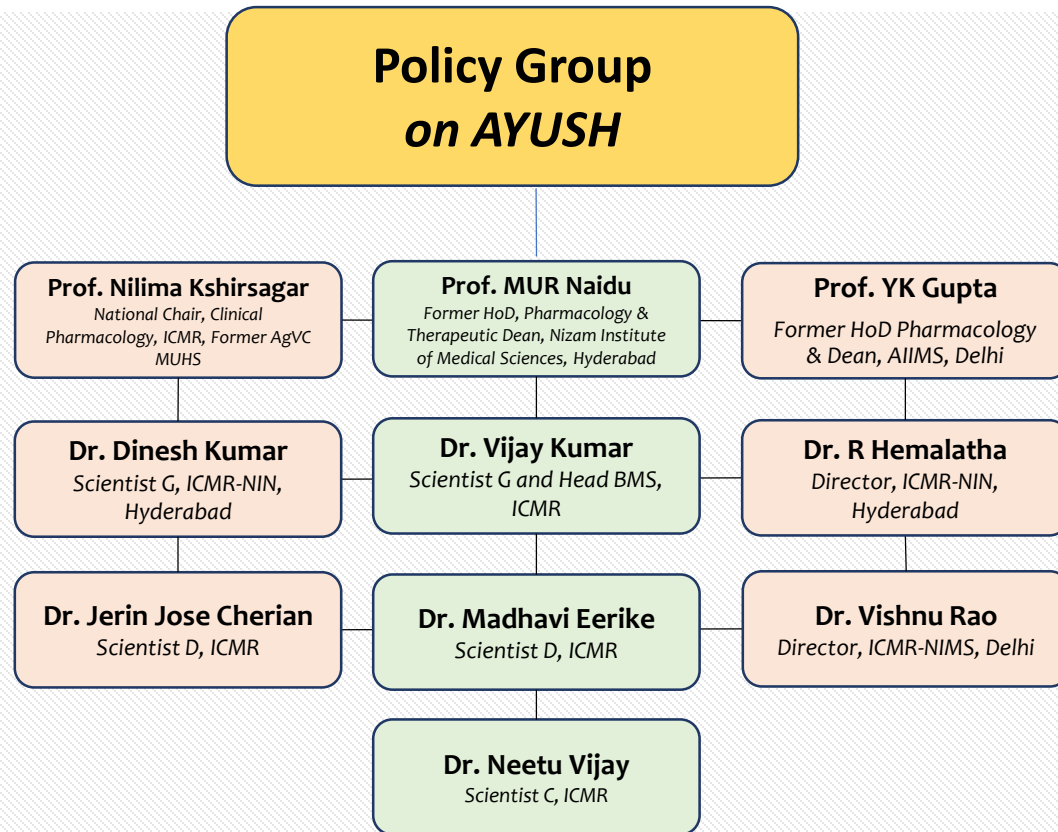 Policy Group
on AYUSH
Prof. Nilima Kshirsagar
National Chair, Clinical
Pharmacology, ICMR, Former AgVC
MUHS
Prof. MUR Naidu
Former HoD, Pharmacology &
Therapeutic Dean, Nizam Institute
of Medical Sciences, Hyderabad
Prof. YK Gupta
Former HoD Pharmacology
& Dean, AIIMS, Delhi
Dr. Dinesh Kumar
Scientist G, ICMR-NIN,
Hyderabad
Dr. Vijay Kumar
Scientist G and Head BMS,
ICMR
Dr. R Hemalatha
Director, ICMR-NIN,
Hyderabad
Dr. Jerin Jose Cherian
Scientist D, ICMR
Dr. Madhavi Eerike
Scientist D, ICMR
Dr. Vishnu Rao
Director, ICMR-NIMS, Delhi
Dr. Neetu Vijay
Scientist C, ICMR